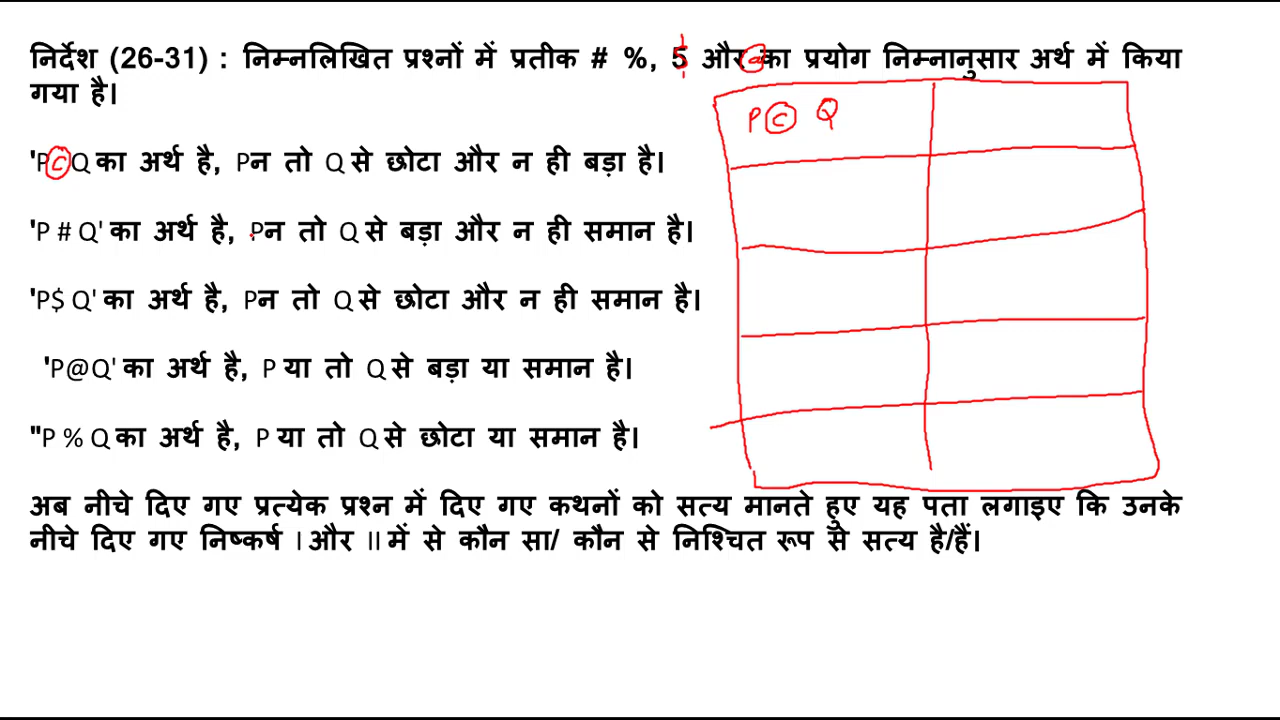 निर्देश (26-31) : निम्नलिखित प्रश्नों में प्रतीक # %, $ और @ का प्रयोग निम्नानुसार अर्थ में किया
गया है।
P © Q
'P © Q का अर्थ है, P न तो Q से छोटा और न ही बड़ा है।
'P # Q' का अर्थ है, P न तो Q से बड़ा और न ही समान है।
'P$ Q' का अर्थ है, P न तो Q से छोटा और न ही समान है।
'P@Q' का अर्थ है, P या तो Q से बड़ा या समान है।
"P % Q का अर्थ है, P या तो Q से छोटा या समान है।
अब नीचे दिए गए प्रत्येक प्रश्न में दिए गए कथनों को सत्य मानते हुए यह पता लगाइए कि उनके
नीचे दिए गए निष्कर्ष I और II में से कौन सा/ कौन से निश्चित रूप से सत्य है/हैं।